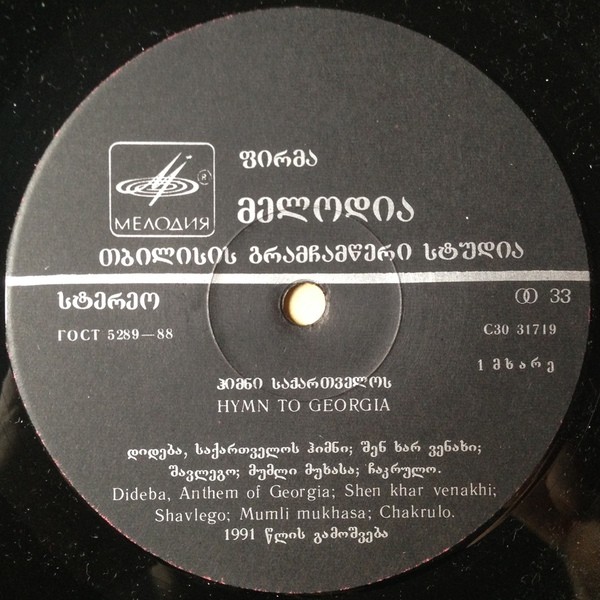 ფირმა
МЕЛОДИЯ ®
მელოდია
თბილისის გრამჩამწერი სტუდია
სტერეო
33
ГОСТ 5289—88
С30 31719
1 მხარე
ჰიმნი საქართველოს
HYMN TO GEORGIA
დიდება, საქართველოს ჰიმნი; შენ ხარ ვენახი;
შავლეგო; მუმლი მუხასა; ჩაკრულო.
Dideba, Anthem of Georgia; Shen khar venakhi;
Shavlego; Mumli mukhasa; Chakrulo.
1991 წლის გამოშვება